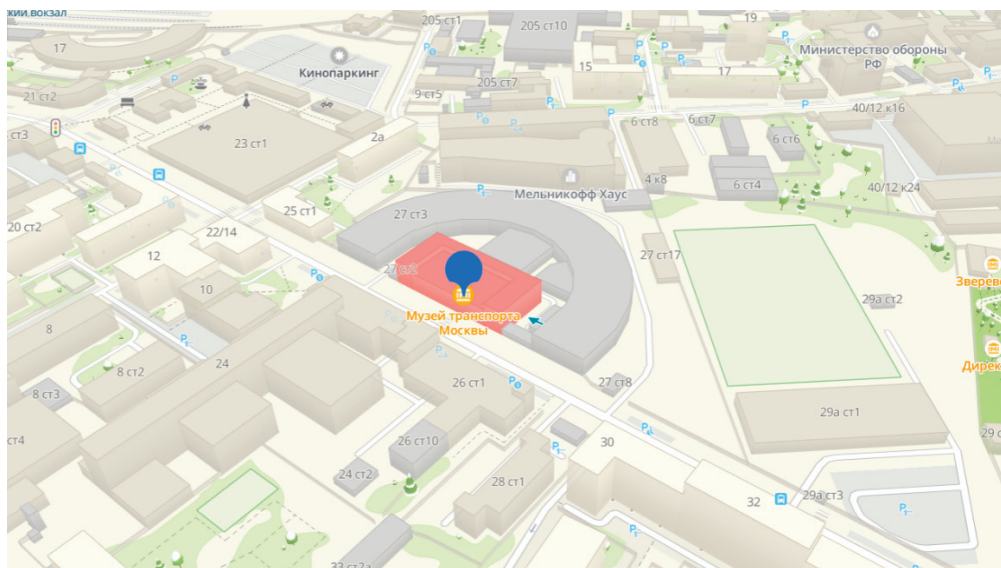 кий вокзал
17
205 ст1
205 ст10
19
Министерство обороны
РФ
Кинопаркинг
15
17
205 ст7
21 ст2
9 ст5
40/12 к16
ст3
23 ст1
2а
6 ст8
6 ст7
6 ст6
4 к8
6 ст4
40/12 к24
Мельникофф Хаус
25 ст1
27 ст3
20 ст2
22/14
12
27 ст2
27 ст17
Зверев
10
29а ст2
Музей транспорта
Москвы
8
24
8 ст2
Дирек
8 ст3
26 ст1
27 ст8
29а ст1
ст4
26 ст10
30
29 с
24 ст2
28 ст1
32
29а ст3
33 ст2а